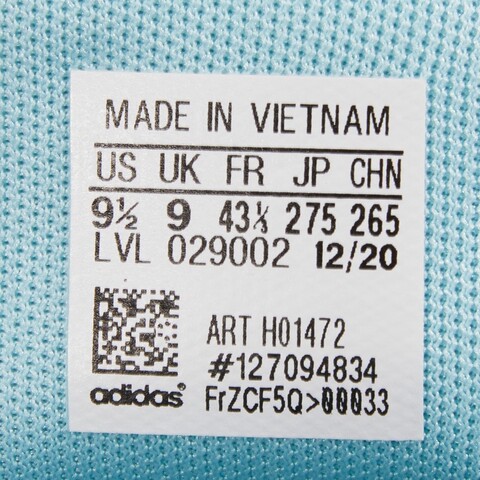 MADE IN VIETNAM
US UK FR JP CHN
9½ 9 43⅓ 275 265
LVL 029002 12/20
ART H01472
#127094834
adidas FrZCF5Q>00033